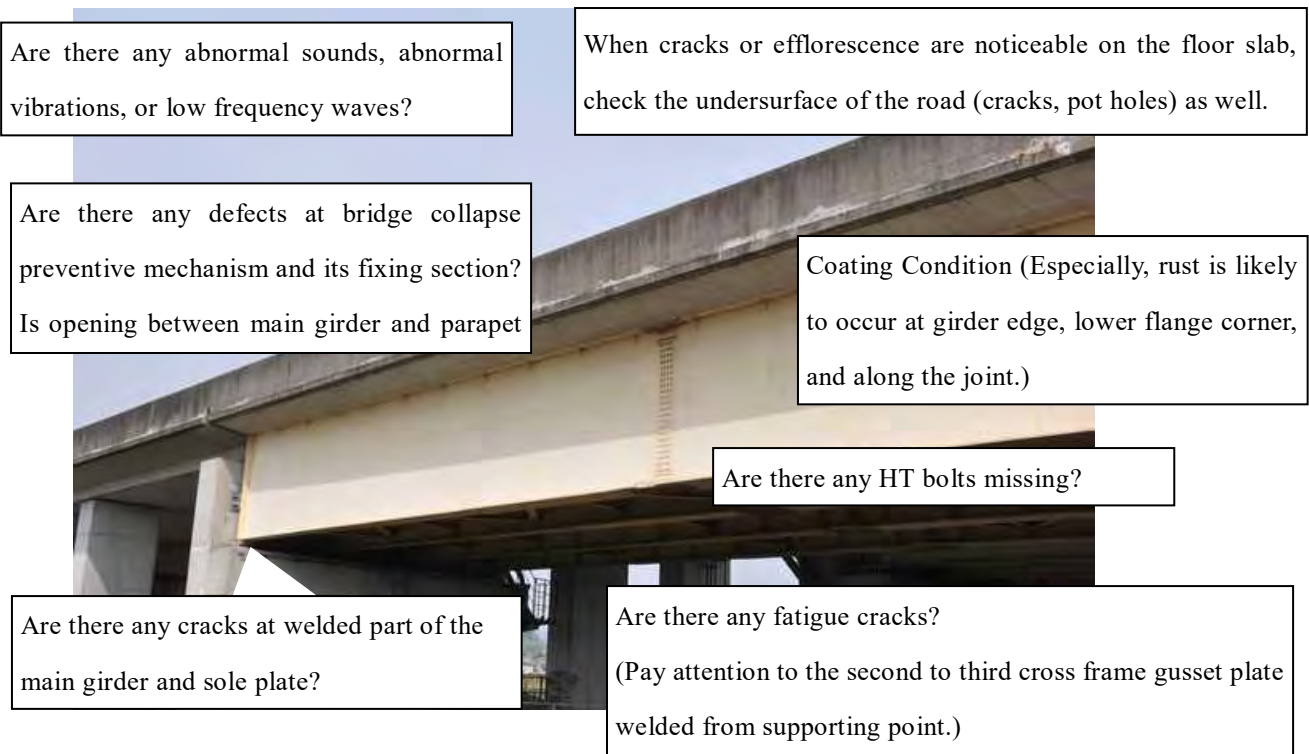 Are there any abnormal sounds, abnormal
vibrations, or low frequency waves?
When cracks or efflorescence are noticeable on the floor slab,
check the undersurface of the road (cracks, pot holes) as well.
Are there any defects at bridge collapse
preventive mechanism and its fixing section?
Is opening between main girder and parapet
Coating Condition (Especially, rust is likely
to occur at girder edge, lower flange corner,
and along the joint.)
Are there any HT bolts missing?
Are there any cracks at welded part of the
main girder and sole plate?
Are there any fatigue cracks?
(Pay attention to the second to third cross frame gusset plate
welded from supporting point.)